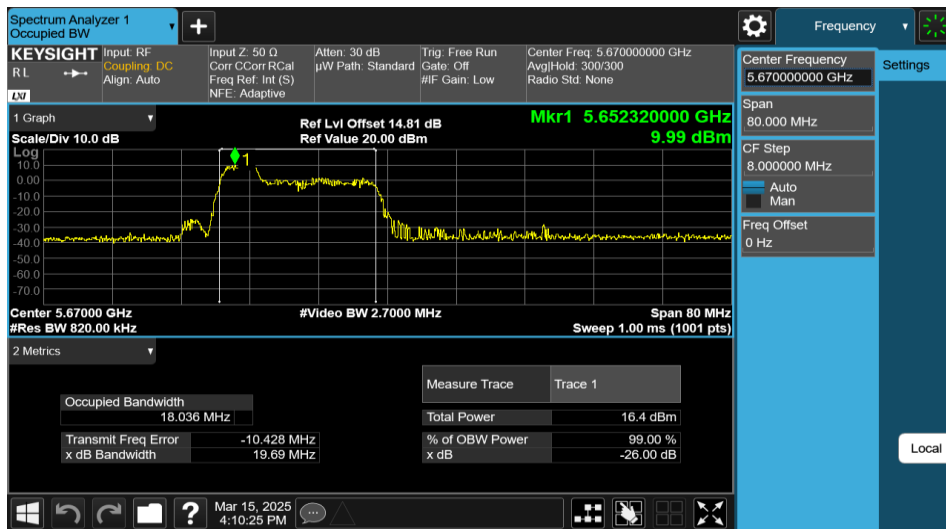 Spectrum Analyzer 1
Occupied BW
Frequency
KEYSIGHT
R L
LXI
Input: RF
Coupling: DC
Align: Auto
Input Z: 50 Ω
Corr CCorr RCal
Freq Ref: Int (S)
NFE: Adaptive
Atten: 30 dB
µW Path: Standard
Trig: Free Run
Gate: Off
#IF Gain: Low
Center Freq: 5.670000000 GHz
Avg|Hold: 300/300
Radio Std: None
Center Frequency
5.670000000 GHz
Settings
Span
80.000 MHz
CF Step
8.000000 MHz
Auto
Man
Freq Offset
0 Hz
Local
1 Graph
Scale/Div 10.0 dB
Ref Lvl Offset 14.81 dB
Ref Value 20.00 dBm
Mkr1 5.652320000 GHz
9.99 dBm
Log
1
10.0
0.00
-10.0
-20.0
-30.0
-40.0
-50.0
-60.0
-70.0
Center 5.67000 GHz
#Video BW 2.7000 MHz
Span 80 MHz
#Res BW 820.00 kHz
Sweep 1.00 ms (1001 pts)
2 Metrics
Measure Trace Trace 1
Occupied Bandwidth
18.036 MHz
Total Power 16.4 dBm
Transmit Freq Error -10.428 MHz
% of OBW Power 99.00 %
x dB Bandwidth 19.69 MHz
x dB -26.00 dB
Mar 15, 2025
4:10:25 PM